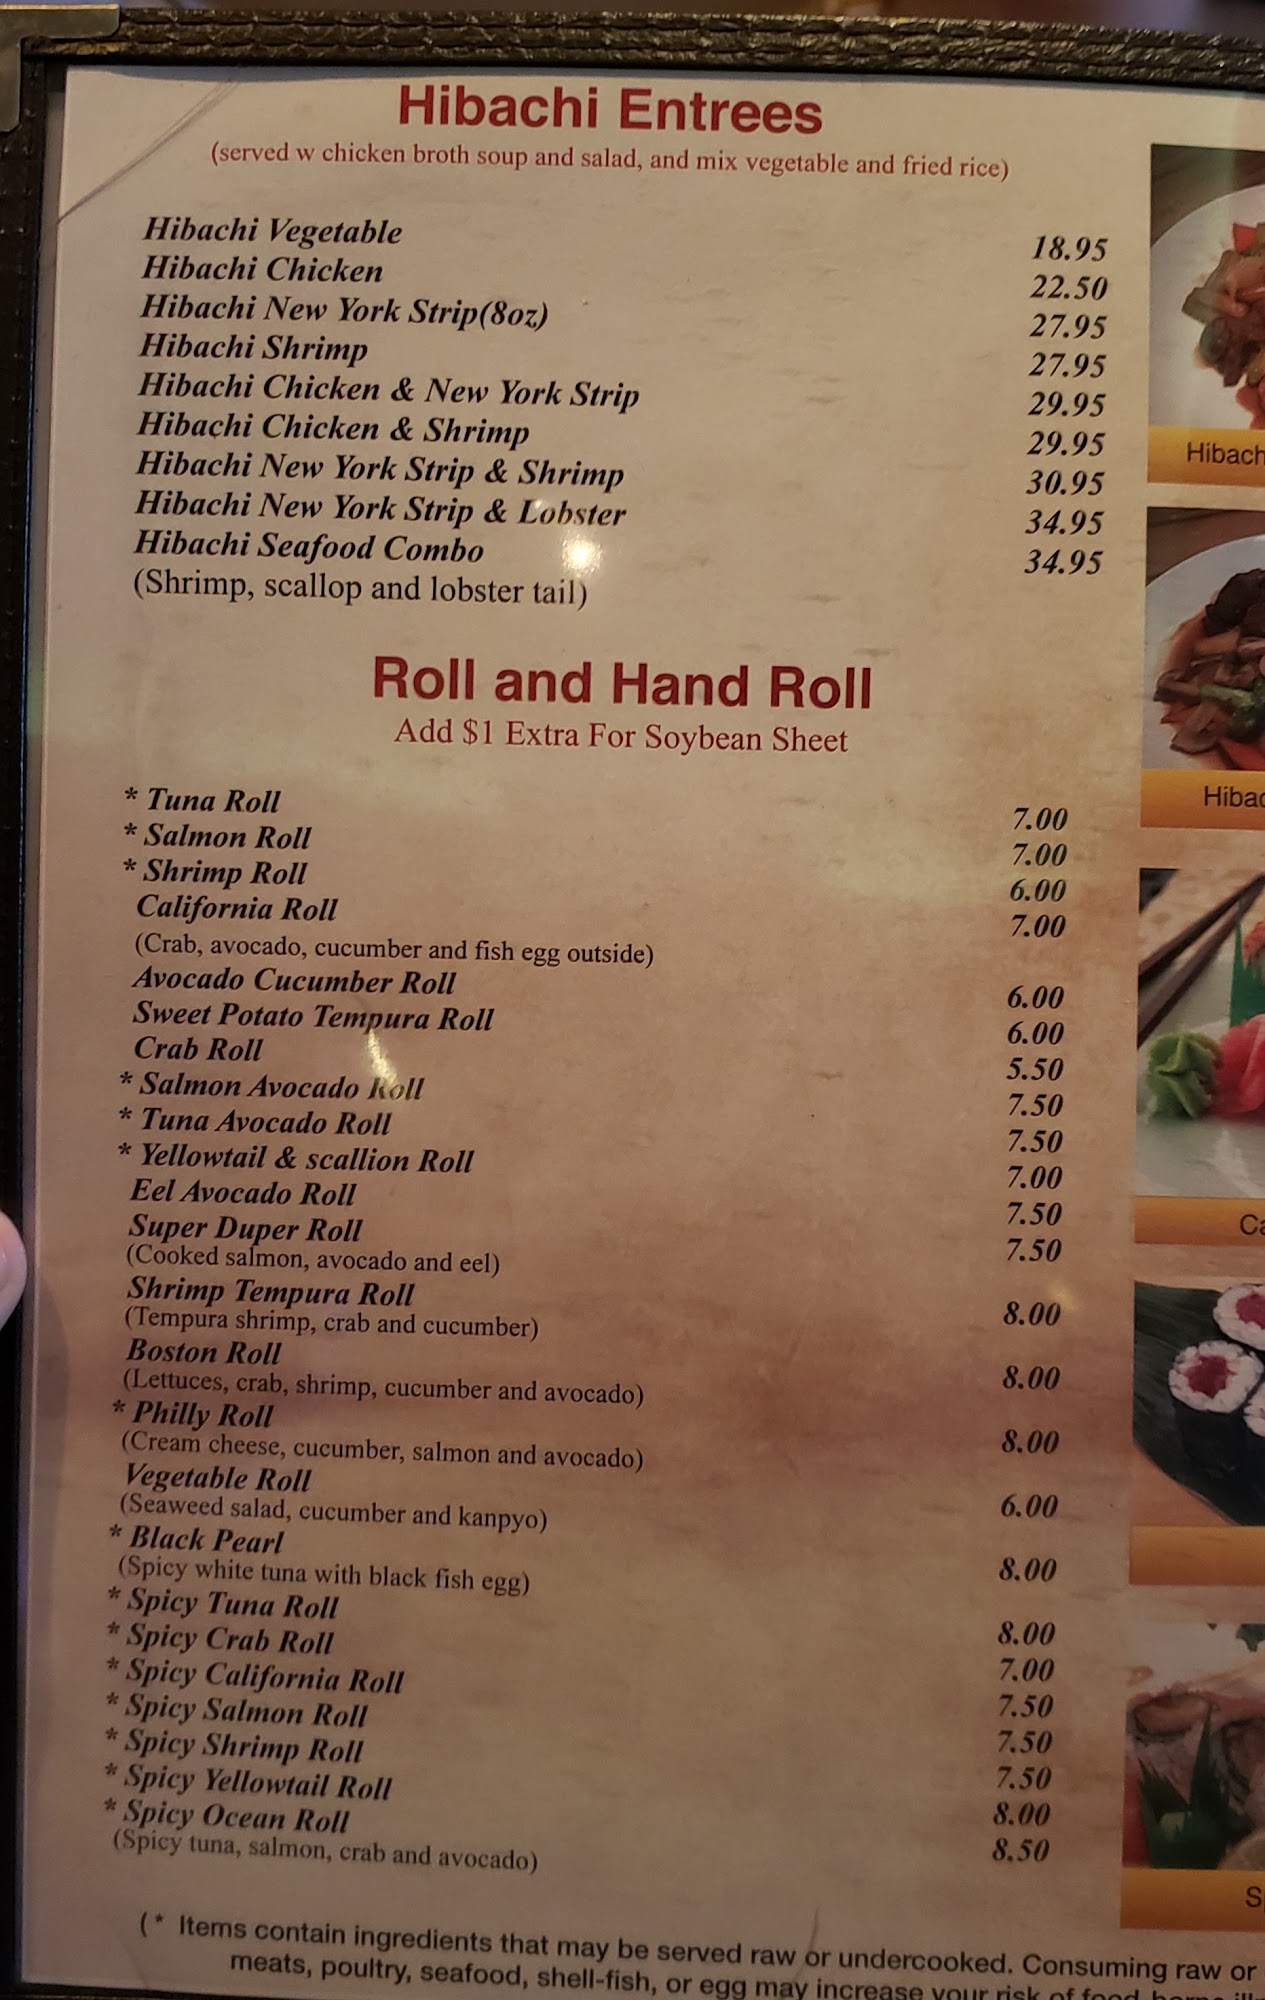 Hibachi Entrees
(served w chicken broth soup and salad, and mix vegetable and fried rice)
Hibachi Vegetable 18.95
Hibachi Chicken 22.50
Hibachi New York Strip(8oz) 27.95
Hibachi Shrimp 27.95
Hibachi Chicken & New York Strip 29.95
Hibachi Chicken & Shrimp 29.95
Hibachi New York Strip & Shrimp 30.95
Hibachi New York Strip & Lobster 34.95
Hibachi Seafood Combo 34.95
(Shrimp, scallop and lobster tail)
Roll and Hand Roll
Add $1 Extra For Soybean Sheet
* Tuna Roll 7.00
* Salmon Roll 7.00
* Shrimp Roll 6.00
California Roll 7.00
(Crab, avocado, cucumber and fish egg outside)
Avocado Cucumber Roll 6.00
Sweet Potato Tempura Roll 6.00
Crab Roll 5.50
* Salmon Avocado Roll 7.50
* Tuna Avocado Roll 7.50
* Yellowtail & scallion Roll 7.00
Eel Avocado Roll 7.50
Super Duper Roll 7.50
(Cooked salmon, avocado and eel)
Shrimp Tempura Roll 8.00
(Tempura shrimp, crab and cucumber)
Boston Roll 8.00
(Lettuces, crab, shrimp, cucumber and avocado)
* Philly Roll 8.00
(Cream cheese, cucumber, salmon and avocado)
Vegetable Roll 6.00
(Seaweed salad, cucumber and kanpyo)
* Black Pearl 8.00
(Spicy white tuna with black fish egg)
* Spicy Tuna Roll 8.00
* Spicy Crab Roll 7.00
* Spicy California Roll 7.50
* Spicy Salmon Roll 7.50
* Spicy Shrimp Roll 7.50
* Spicy Yellowtail Roll 8.00
* Spicy Ocean Roll 8.50
(Spicy tuna, salmon, crab and avocado)
(* Items contain ingredients that may be served raw or undercooked. Consuming raw or
meats, poultry, seafood, shell-fish, or egg may increase your risk of